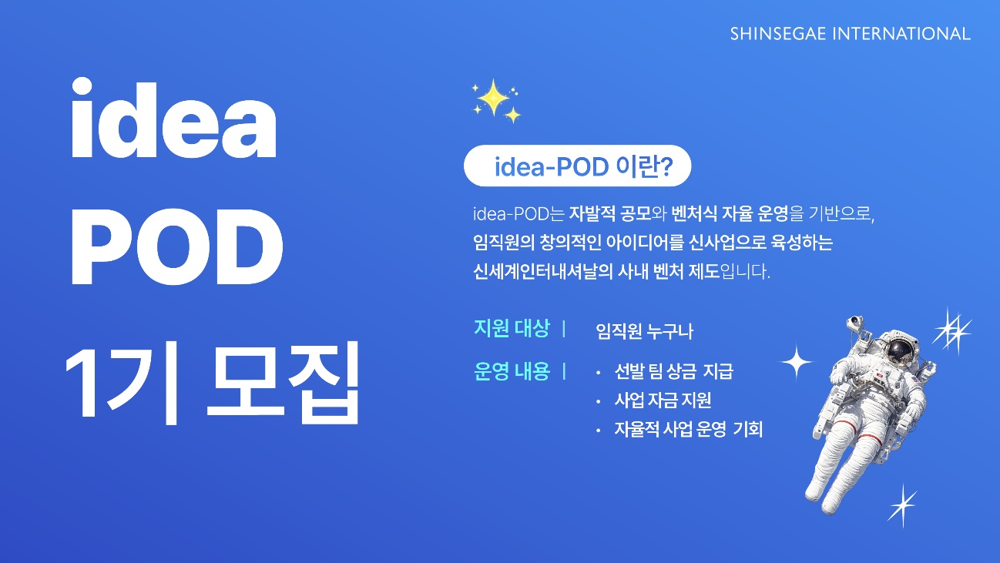 SHINSEGAE INTERNATIONAL
idea
POD
1기 모집
idea-POD 이란?
idea-POD는 자발적 공모와 벤처식 자율 운영을 기반으로,
임직원의 창의적인 아이디어를 신사업으로 육성하는
신세계인터내셔날의 사내 벤처 제도입니다.
지원 대상 | 임직원 누구나
운영 내용 | • 선발 팀 상금 지급
• 사업 자금 지원
• 자율적 사업 운영 기회